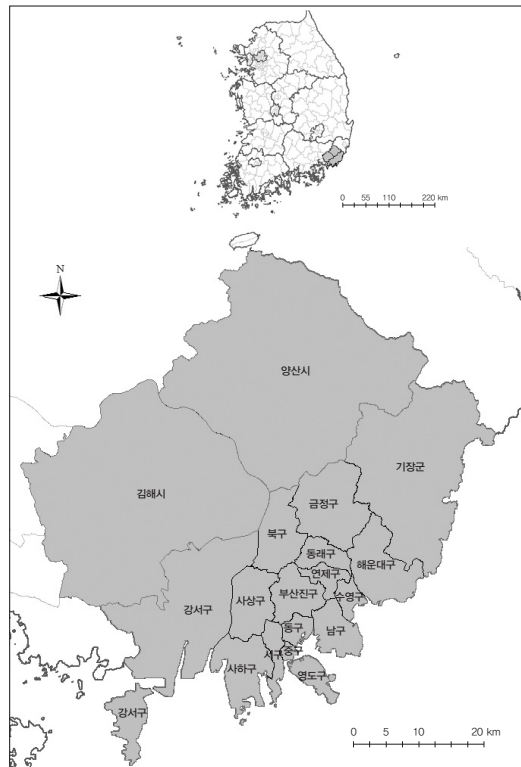 0 55 110 220 km
N
양산시
기장군
김해시
금정구
북구
동래구
해운대구
연제구
강서구
사상구
부산진구
수영구
동구
남구
서구
중구
사하구
영도구
강서구
0 5 10 20 km